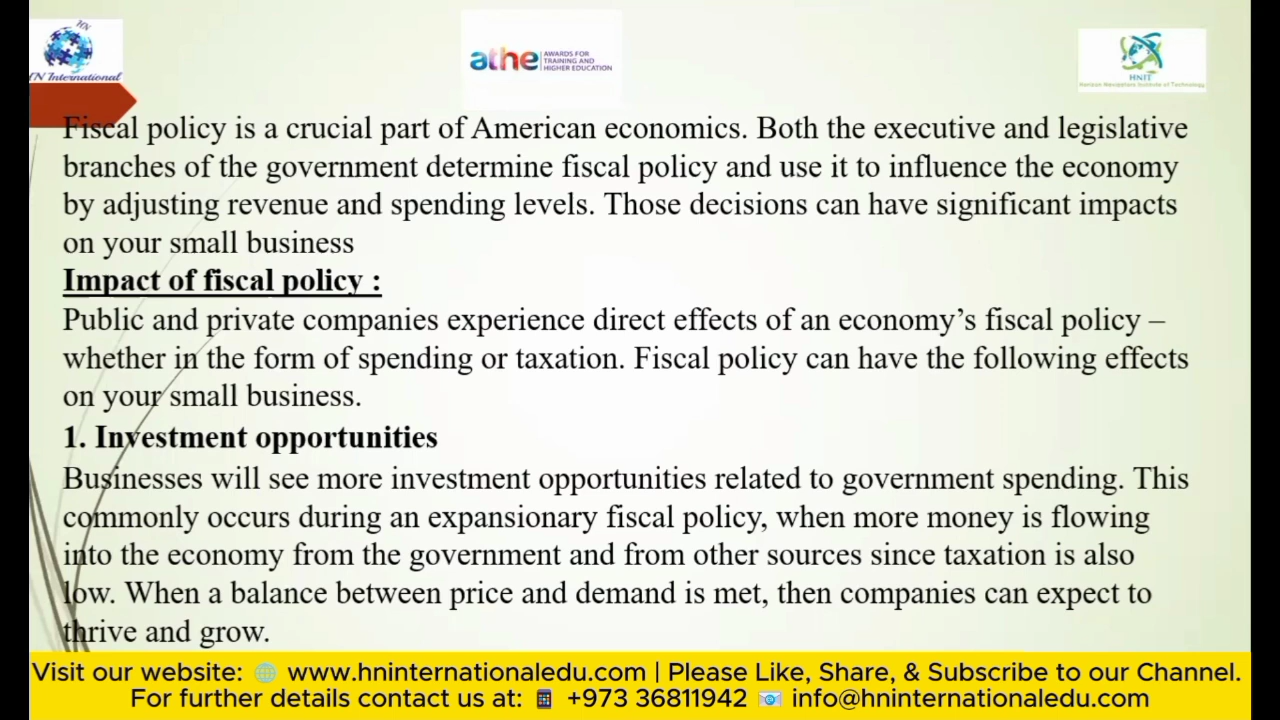 HN
HN International
athe AWARDS FOR
TRAINING AND
HIGHER EDUCATION
HNIT
Fiscal policy is a crucial part of American economics. Both the executive and legislative
branches of the government determine fiscal policy and use it to influence the economy
by adjusting revenue and spending levels. Those decisions can have significant impacts
on your small business
Impact of fiscal policy :
Public and private companies experience direct effects of an economy’s fiscal policy –
whether in the form of spending or taxation. Fiscal policy can have the following effects
on your small business.
1. Investment opportunities
Businesses will see more investment opportunities related to government spending. This
commonly occurs during an expansionary fiscal policy, when more money is flowing
into the economy from the government and from other sources since taxation is also
low. When a balance between price and demand is met, then companies can expect to
thrive and grow.
Visit our website: 🌐 www.hninternationaledu.com | Please Like, Share, & Subscribe to our Channel.
For further details contact us at: 📱 +973 36811942 📧 info@hninternationaledu.com